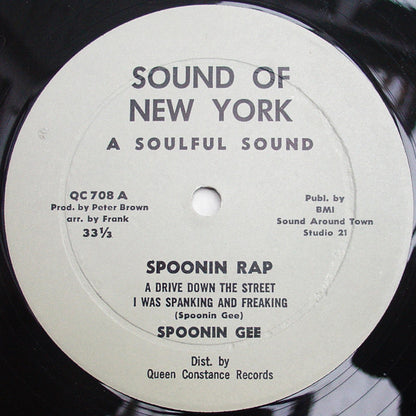 SOUND OF
NEW YORK
A SOULFUL SOUND
QC 708 A
Prod. by Peter Brown
arr. by Frank
33⅓
Publ. by
BMI
Sound Around Town
Studio 21
SPOONIN RAP
A DRIVE DOWN THE STREET
I WAS SPANKING AND FREAKING
(Spoonin Gee)
SPOONIN GEE
Dist. by
Queen Constance Records